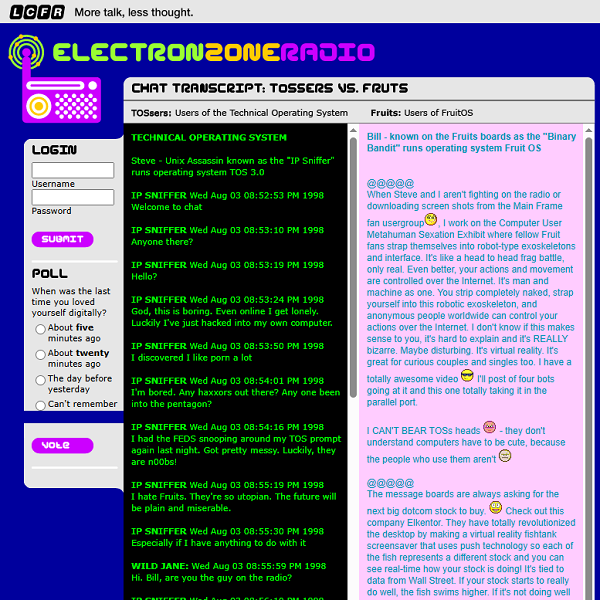 LCFR More talk, less thought.
ELECTRONZONERADIO
CHAT TRANSCRIPT: TOSSERS VS. FRUTS
TOSsers: Users of the Technical Operating System Fruits: Users of FruitOS
LOGIN
Username
Password
SUBMIT
POLL
When was the last
time you loved
yourself digitally?
About five
minutes ago
About twenty
minutes ago
The day before
yesterday
Can't remember
VOTE
TECHNICAL OPERATING SYSTEM
Steve - Unix Assassin known as the "IP Sniffer"
runs operating system TOS 3.0
IP SNIFFER Wed Aug 03 08:52:53 PM 1998
Welcome to chat
IP SNIFFER Wed Aug 03 08:53:10 PM 1998
Anyone there?
IP SNIFFER Wed Aug 03 08:53:19 PM 1998
Hello?
IP SNIFFER Wed Aug 03 08:53:24 PM 1998
God, this is boring. Even online I get lonely.
Luckily I've just hacked into my own computer.
IP SNIFFER Wed Aug 03 08:53:50 PM 1998
I discovered I like porn a lot
IP SNIFFER Wed Aug 03 08:54:01 PM 1998
I'm bored. Any haxxors out there? Any one been
into the pentagon?
IP SNIFFER Wed Aug 03 08:54:16 PM 1998
I had the FEDS snooping around my TOS prompt
again last night. Got pretty messy. Luckily, they
are n00bs!
IP SNIFFER Wed Aug 03 08:55:19 PM 1998
I hate Fruits. They're so utopian. The future will
be plain and miserable.
IP SNIFFER Wed Aug 03 08:55:30 PM 1998
Especially if I have anything to do with it
WILD JANE: Wed Aug 03 08:55:59 PM 1998
Hi. Bill, are you the guy on the radio?
Bill - known on the Fruits boards as the "Binary
Bandit" runs operating system Fruit OS
@@@@@
When Steve and I aren't fighting on the radio or
downloading screen shots from the Main Frame
fan usergroup, I work on the Computer User
Metahuman Sexation Exhibit where fellow Fruit
fans strap themselves into robot-type exoskeletons
and interface. It's like a head to head frag battle,
only real. Even better, your actions and movement
are controlled over the Internet. It's man and
machine as one. You strip completely naked, strap
yourself into this robotic exoskeleton, and
anonymous people worldwide can control your
actions over the Internet. I don't know if this makes
sense to you, it's hard to explain and it's REALLY
bizarre. Maybe disturbing. It's virtual reality. It's
great for curious couples and singles too. I have a
totally awesome video I'll post of four bots
going at it and this one totally taking it in the
parallel port.
I CAN'T BEAR TOSs heads - they don't
understand computers have to be cute, because
the people who use them aren't
@@@@@
The message boards are always asking for the
next big dotcom stock to buy. Check out this
company Elkentor. They have totally revolutionized
the desktop by making a virtual reality fishtank
screensaver that uses push technology so each of
the fish represents a different stock and you can
see real-time how your stock is doing! It's tied to
data from Wall Street. If your stock starts to really
do well, the fish swims higher. If it's not doing well